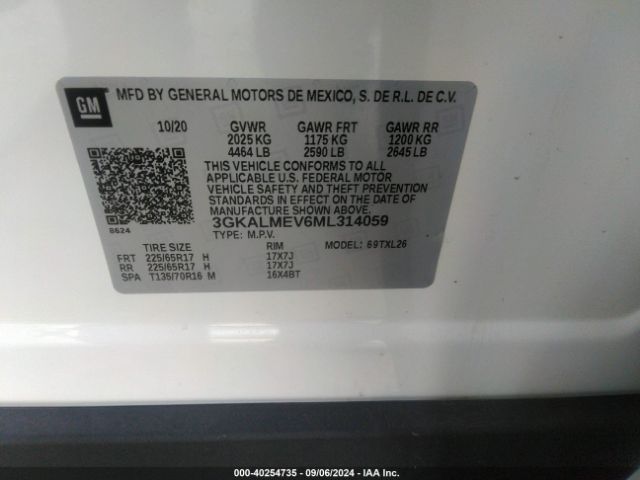 GM
MFD BY GENERAL MOTORS DE MEXICO, S. DE R.L. DE C.V.
10/20 GVWR GAWR FRT GAWR RR
2025 KG 1175 KG 1200 KG
4464 LB 2590 LB 2645 LB
THIS VEHICLE CONFORMS TO ALL
APPLICABLE U.S. FEDERAL MOTOR
VEHICLE SAFETY AND THEFT PREVENTION
STANDARDS IN EFFECT ON THE DATE OF
MANUFACTURE SHOWN ABOVE.
8624
3GKALMEV6ML314059
TYPE: M.P.V. MODEL: 69TXL26
TIRE SIZE RIM
FRT 225/65R17 H 17X7J
RR 225/65R17 H 17X7J
SPA T135/70R16 M 16X4BT
000-40254735 - 09/06/2024 - IAA Inc.